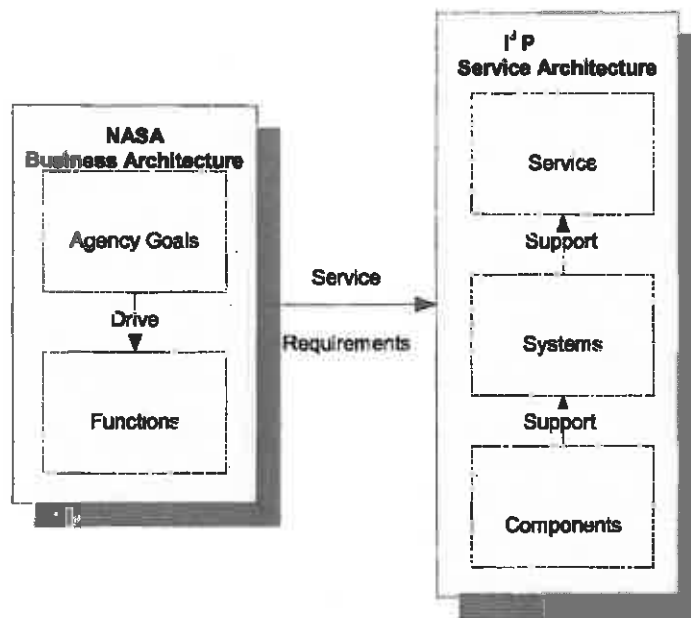 NASA
Business Architecture
Agency Goals
Drive
Functions
Service
Requirements
P
Service Architecture
Service
Support
Systems
Support
Components